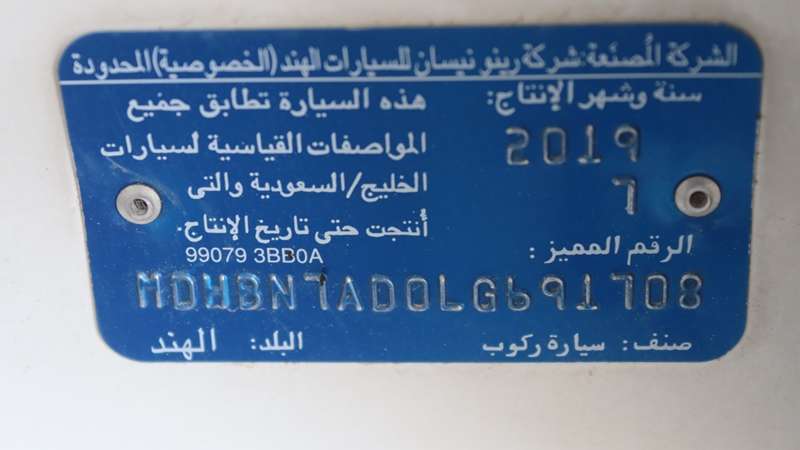 الشركة المُصنعة: شركة رينو نيسان للسيارات الهند (الخصوصية) المحدودة
سنة وشهر الإنتاج:
2019
7
هذه السيارة تطابق جميع
المواصفات القياسية لسيارات
الخليج/السعودية والتى
أُنتجت حتى تاريخ الإنتاج.
99079 3BB0A
الرقم المميز :
MDHBN7AD0LG691708
صنف: سيارة ركوب
البلد: الهند